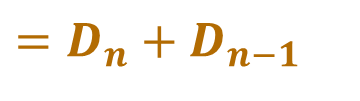 = Dₙ + Dₙ₋₁